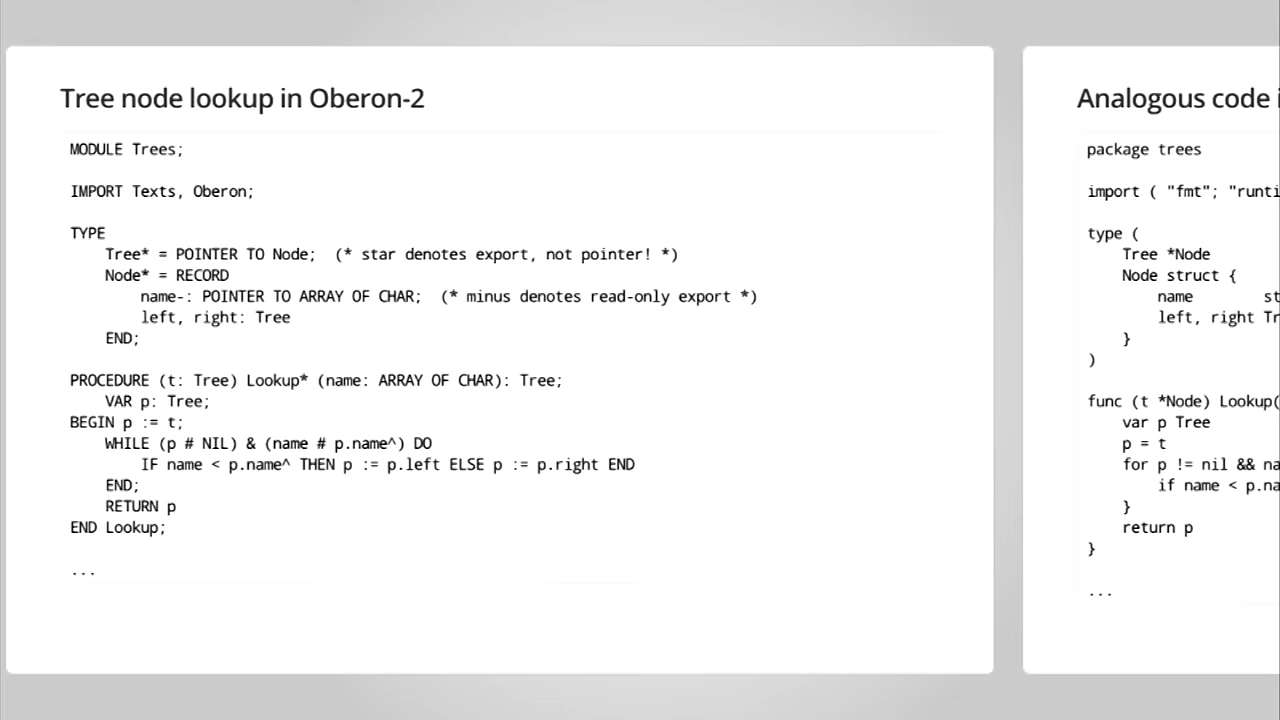 Tree node lookup in Oberon-2
MODULE Trees;
IMPORT Texts, Oberon;
TYPE
Tree* = POINTER TO Node;  (* star denotes export, not pointer! *)
Node* = RECORD
name-: POINTER TO ARRAY OF CHAR;  (* minus denotes read-only export *)
left, right: Tree
END;
PROCEDURE (t: Tree) Lookup* (name: ARRAY OF CHAR): Tree;
VAR p: Tree;
BEGIN p := t;
WHILE (p # NIL) & (name # p.name^) DO
IF name < p.name^ THEN p := p.left ELSE p := p.right END
END;
RETURN p
END Lookup;
...
Analogous code
package trees
import ( "fmt";
type (
Tree *Node
Node struct {
name
left, right
}
)
func (t *Node) Lookup(
var p Tree
p = t
for p != nil &&
if name <
}
return p
}
...